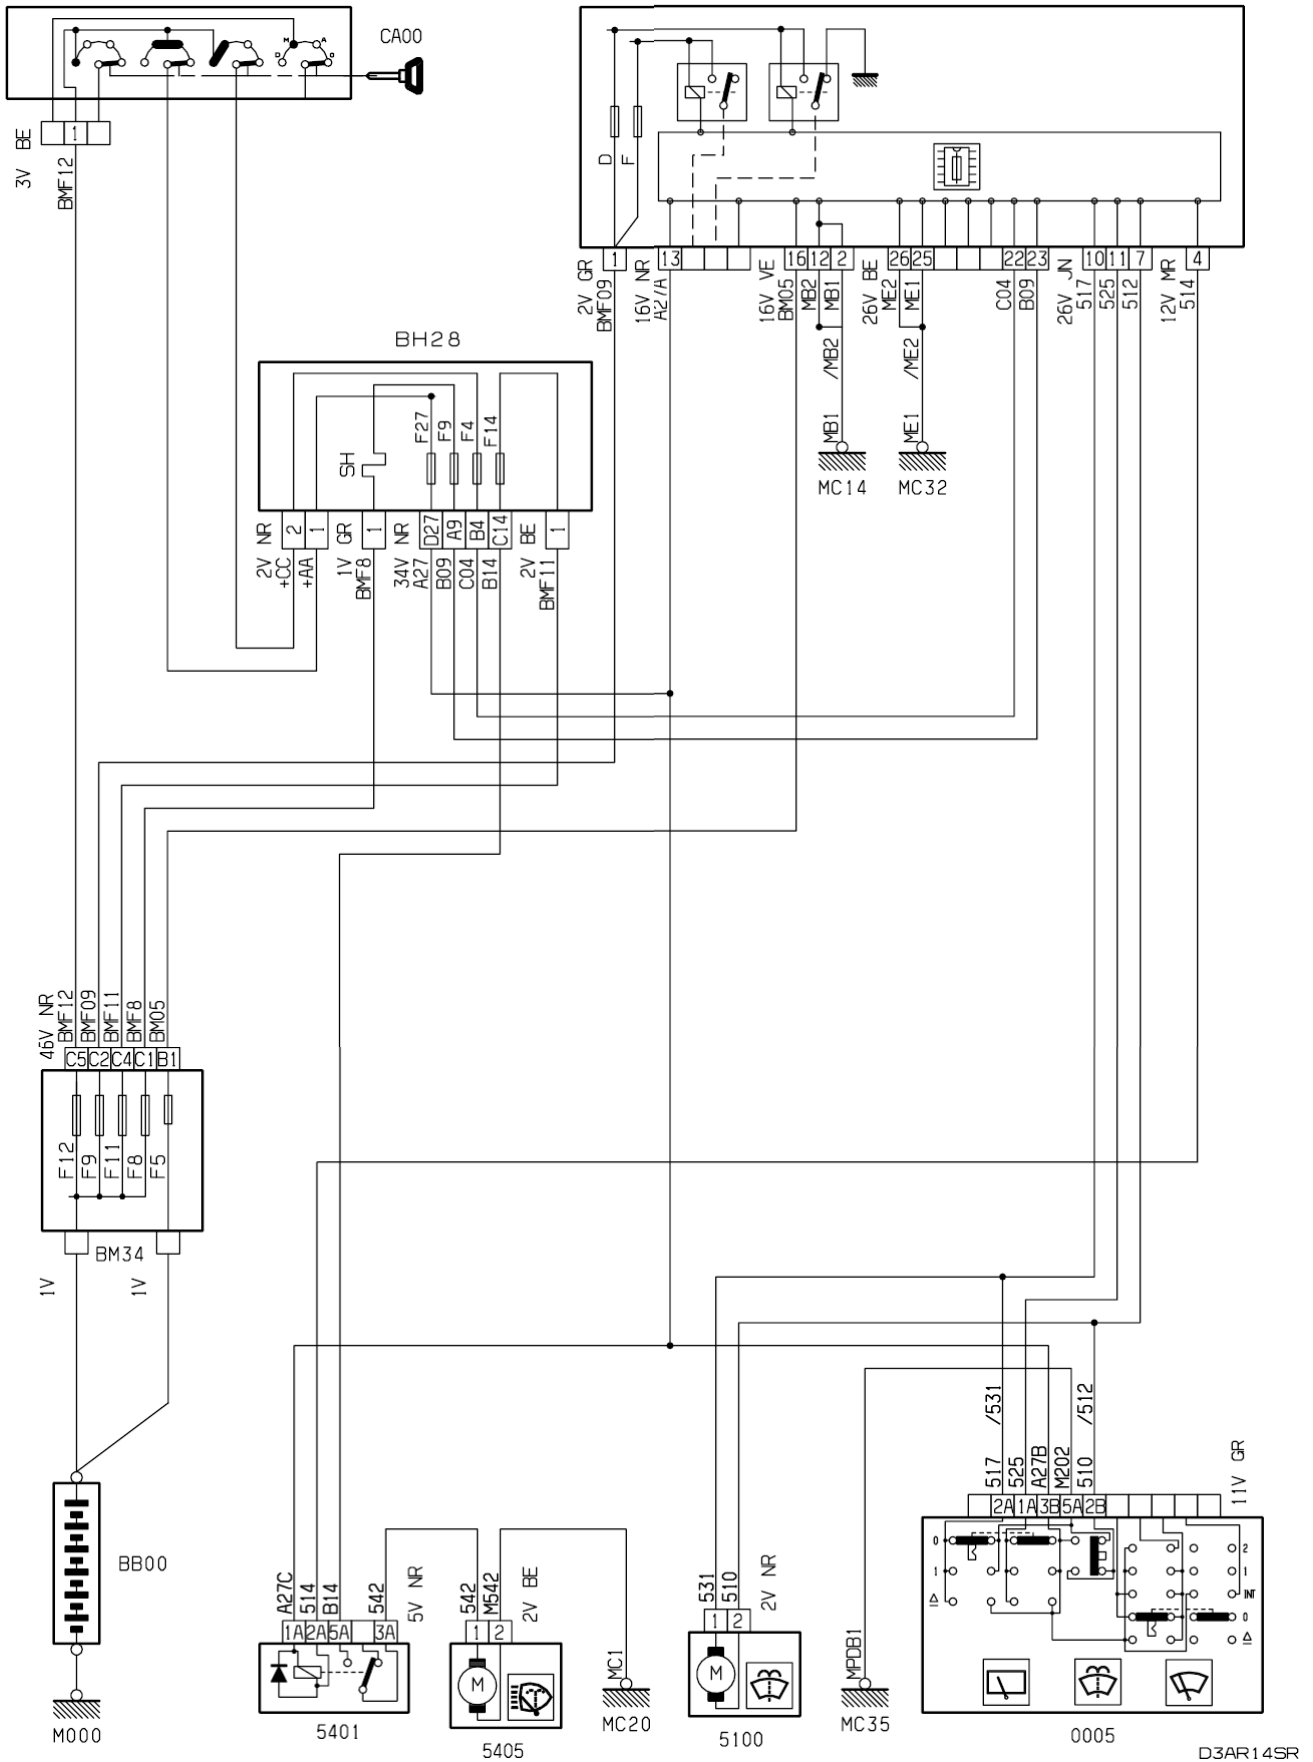 CA00
M A
D D
3V BE
1
BMF12
D F
1 13 16 12 2 26 25 22 23 10 11 7 4
2V GR
BMF09
16V NR
A27A
16V VE
BM05
MB2
MB1
26V BE
ME2
ME1
C04
B09
26V JN
517
525
512
12V MR
514
/MB2
/ME2
MB1
ME1
MC14 MC32
BH28
SH
F27 F9 F4 F14
2 1 1 D27 A9 B4 C14 1
2V NR
+CC
+AA
1V GR
BMF8
34V NR
A27
B09
C04
B14
2V BE
BMF11
46V NR
BMF12
BMF09
BMF11
BMF8
BM05
C5 C2 C4 C1 B1
F12 F9 F11 F8 F5
BM34
1V 1V
BB00
M000
A27C
514
B14
542
5V NR
1A 2A 5A 3A
5401
542
M542
2V BE
1 2
M
5405
MC1
MC20
531
510
2V NR
1 2
M
5100
MPDB1
MC35
/531
/512
517
525
A27B
M202
510
11V GR
2A 1A 3B 5A 2B
0
1
2
1
INT
0
0005
D3AR14SR